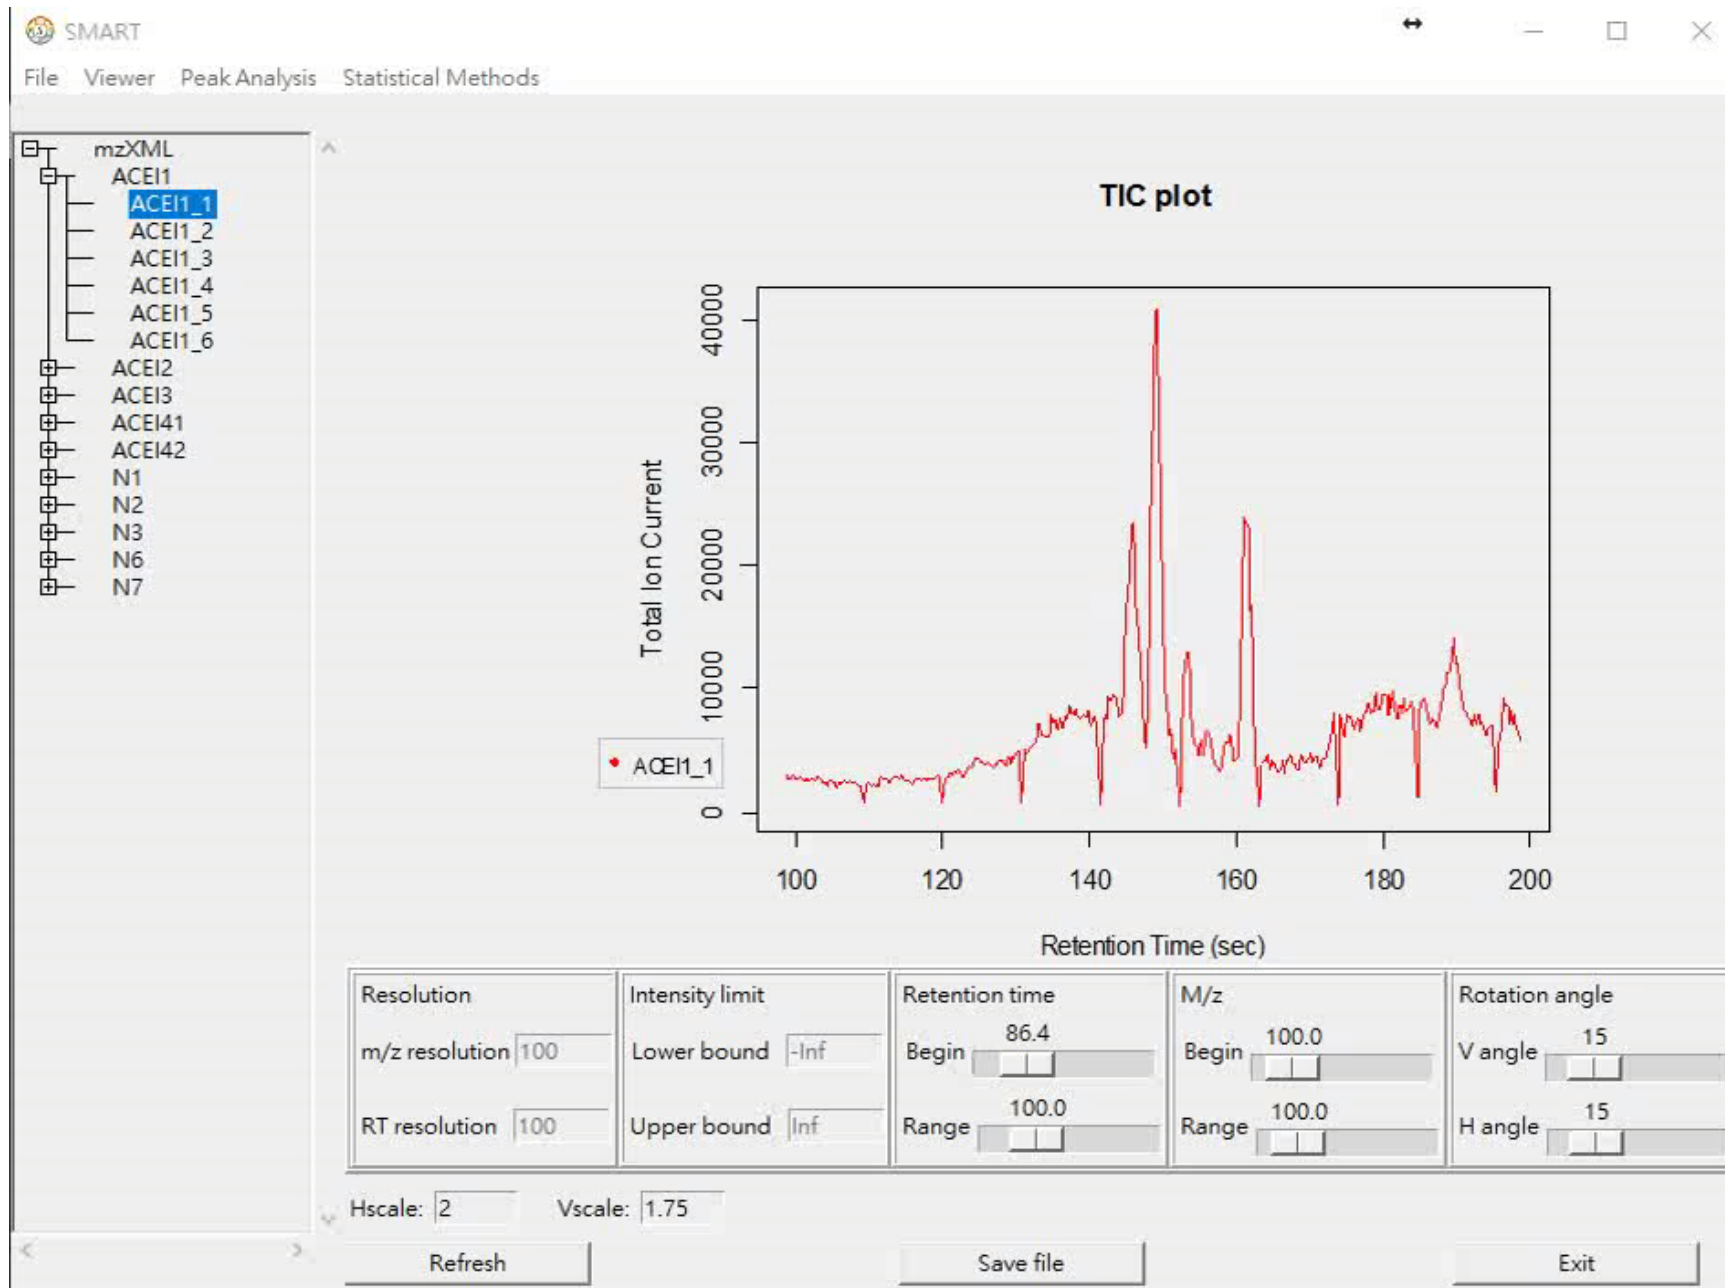 SMART
File Viewer Peak Analysis Statistical Methods
mzXML
ACEI1
ACEI1_1
ACEI1_2
ACEI1_3
ACEI1_4
ACEI1_5
ACEI1_6
ACEI2
ACEI3
ACEI41
ACEI42
N1
N2
N3
N6
N7
TIC plot
Total Ion Current
40000
30000
20000
10000
0
ACEI1_1
100 120 140 160 180 200
Retention Time (sec)
Resolution
m/z resolution 100
RT resolution 100
Intensity limit
Lower bound -Inf
Upper bound Inf
Retention time
86.4
Begin
100.0
Range
M/z
100.0
Begin
100.0
Range
Rotation angle
15
V angle
15
H angle
Hscale: 2 Vscale: 1.75
Refresh Save file Exit